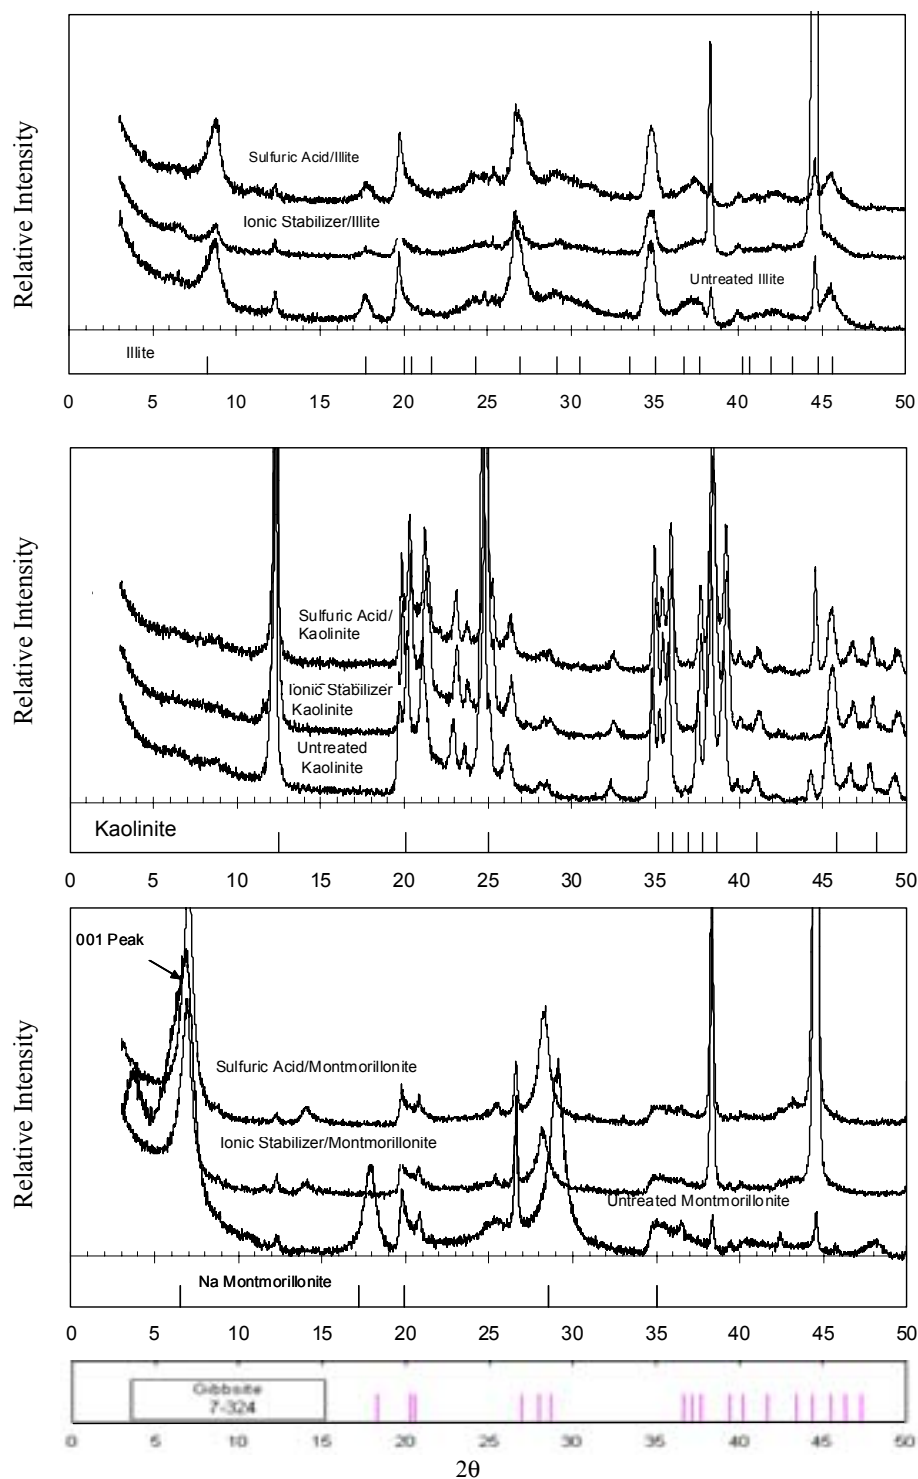 Relative Intensity
Sulfuric Acid/Illite
Ionic Stabilizer/Illite
Untreated Illite
Illite
0 5 10 15 20 25 30 35 40 45 50
Relative Intensity
Sulfuric Acid/
Kaolinite
Ionic Stabilizer
Kaolinite
Untreated
Kaolinite
Kaolinite
0 5 10 15 20 25 30 35 40 45 50
Relative Intensity
001 Peak
Sulfuric Acid/Montmorillonite
Ionic Stabilizer/Montmorillonite
Untreated Montmorillonite
Na Montmorillonite
0 5 10 15 20 25 30 35 40 45 50
Gibbsite
7-324
0 5 10 15 20 25 30 35 40 45 50
2θ